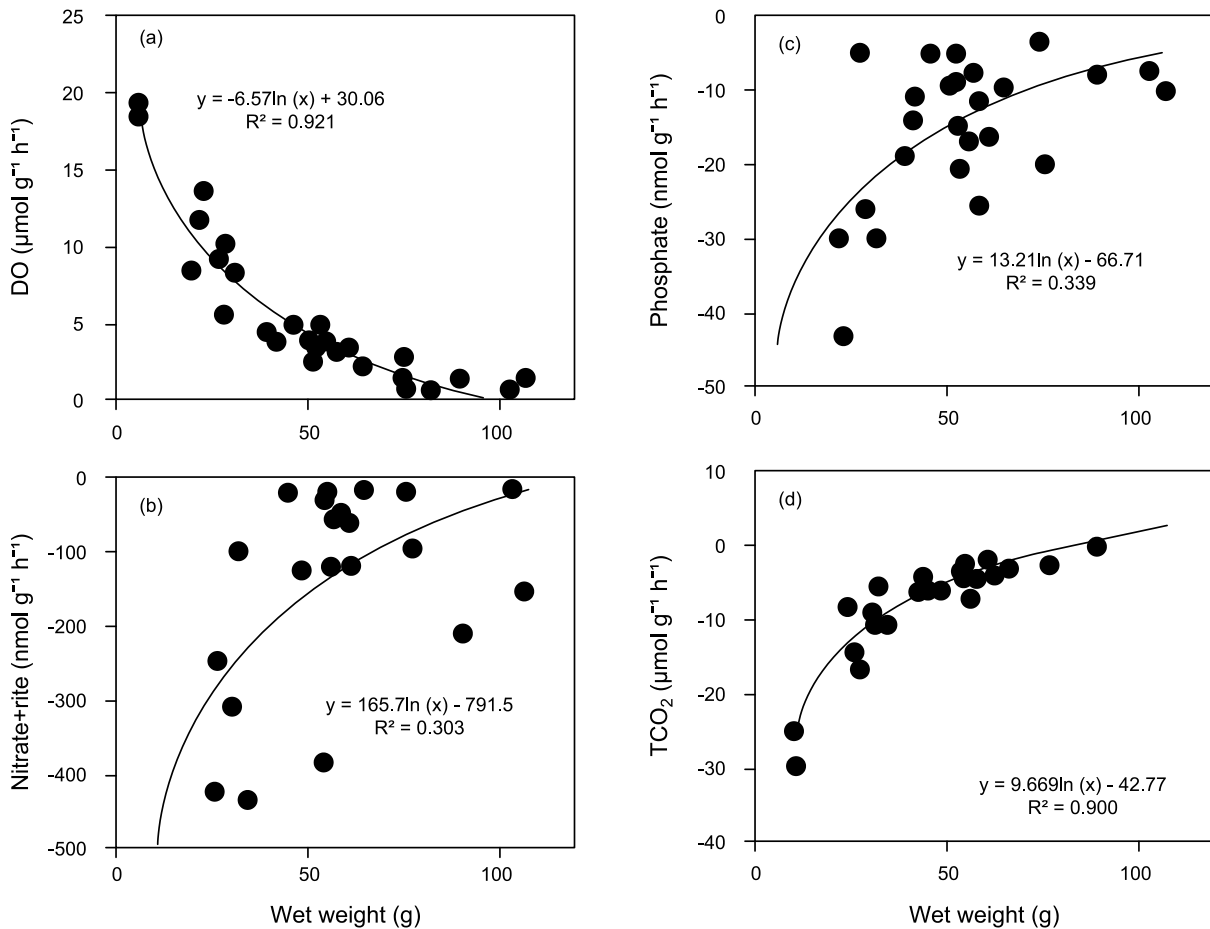 (a)
y = -6.57ln (x) + 30.06
R² = 0.921
DO (µmol g⁻¹ h⁻¹)
25
20
15
10
5
0
0 50 100
(c)
y = 13.21ln (x) - 66.71
R² = 0.339
Phosphate (nmol g⁻¹ h⁻¹)
0
-10
-20
-30
-40
-50
0 50 100
(b)
y = 165.7ln (x) - 791.5
R² = 0.303
Nitrate+rite (nmol g⁻¹ h⁻¹)
0
-100
-200
-300
-400
-500
0 50 100
Wet weight (g)
(d)
y = 9.669ln (x) - 42.77
R² = 0.900
TCO₂ (µmol g⁻¹ h⁻¹)
10
0
-10
-20
-30
-40
0 50 100
Wet weight (g)